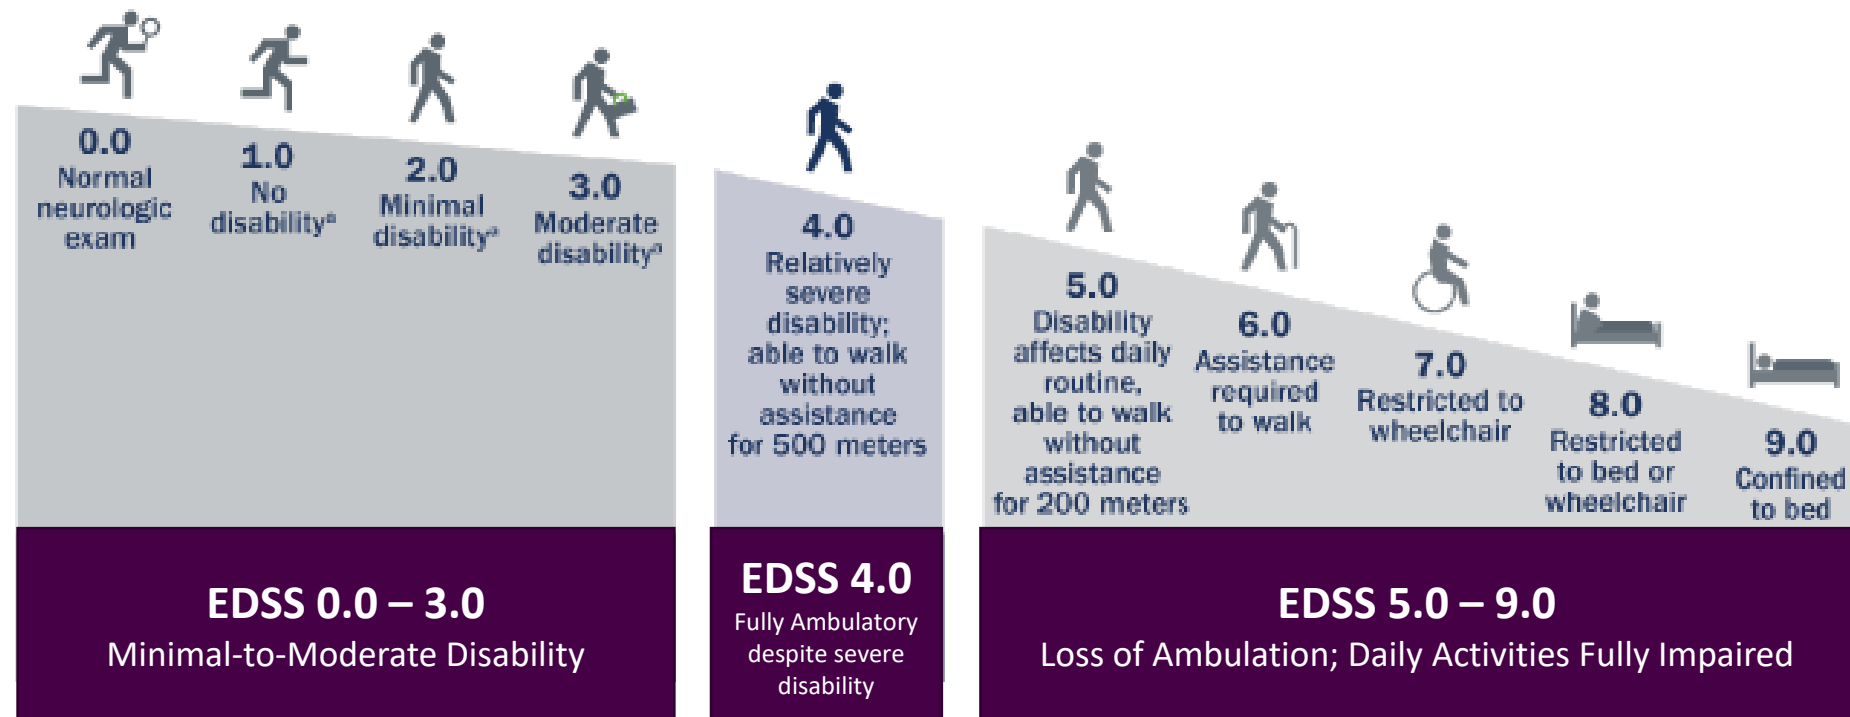 0.0
Normal
neurologic
exam
1.0
No
disabilityᵃ
2.0
Minimal
disabilityᵃ
3.0
Moderate
disabilityᵃ
4.0
Relatively
severe
disability;
able to walk
without
assistance
for 500 meters
5.0
Disability
affects daily
routine,
able to walk
without
assistance
for 200 meters
6.0
Assistance
required
to walk
7.0
Restricted to
wheelchair
8.0
Restricted
to bed or
wheelchair
9.0
Confined
to bed
EDSS 0.0 – 3.0
Minimal-to-Moderate Disability
EDSS 4.0
Fully Ambulatory
despite severe
disability
EDSS 5.0 – 9.0
Loss of Ambulation; Daily Activities Fully Impaired